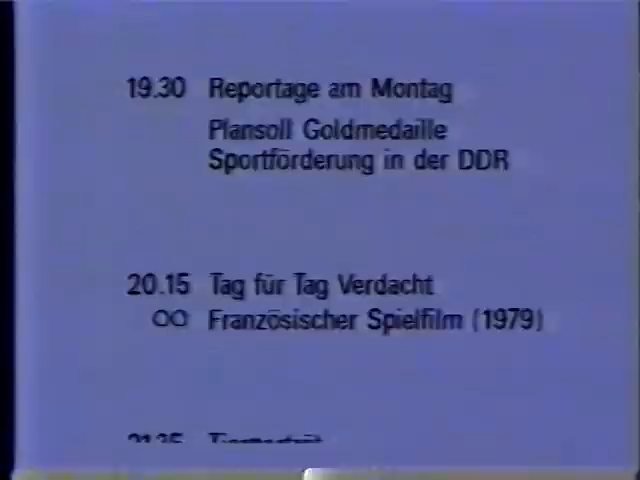 19.30 Reportage am Montag
Plansoll Goldmedaille
Sportförderung in der DDR
20.15 Tag für Tag Verdacht
OO Französischer Spielfilm (1979)